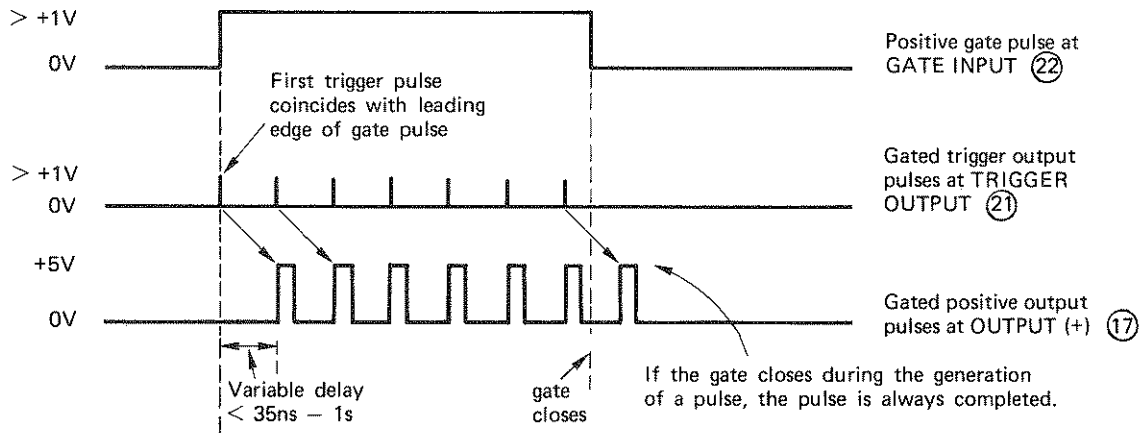 > +1V
0V
Positive gate pulse at
GATE INPUT 22
First trigger pulse
coincides with leading
edge of gate pulse
> +1V
0V
Gated trigger output
pulses at TRIGGER
OUTPUT 21
+5V
0V
Gated positive output
pulses at OUTPUT (+) 17
Variable delay
< 35ns – 1s
gate
closes
If the gate closes during the generation
of a pulse, the pulse is always completed.